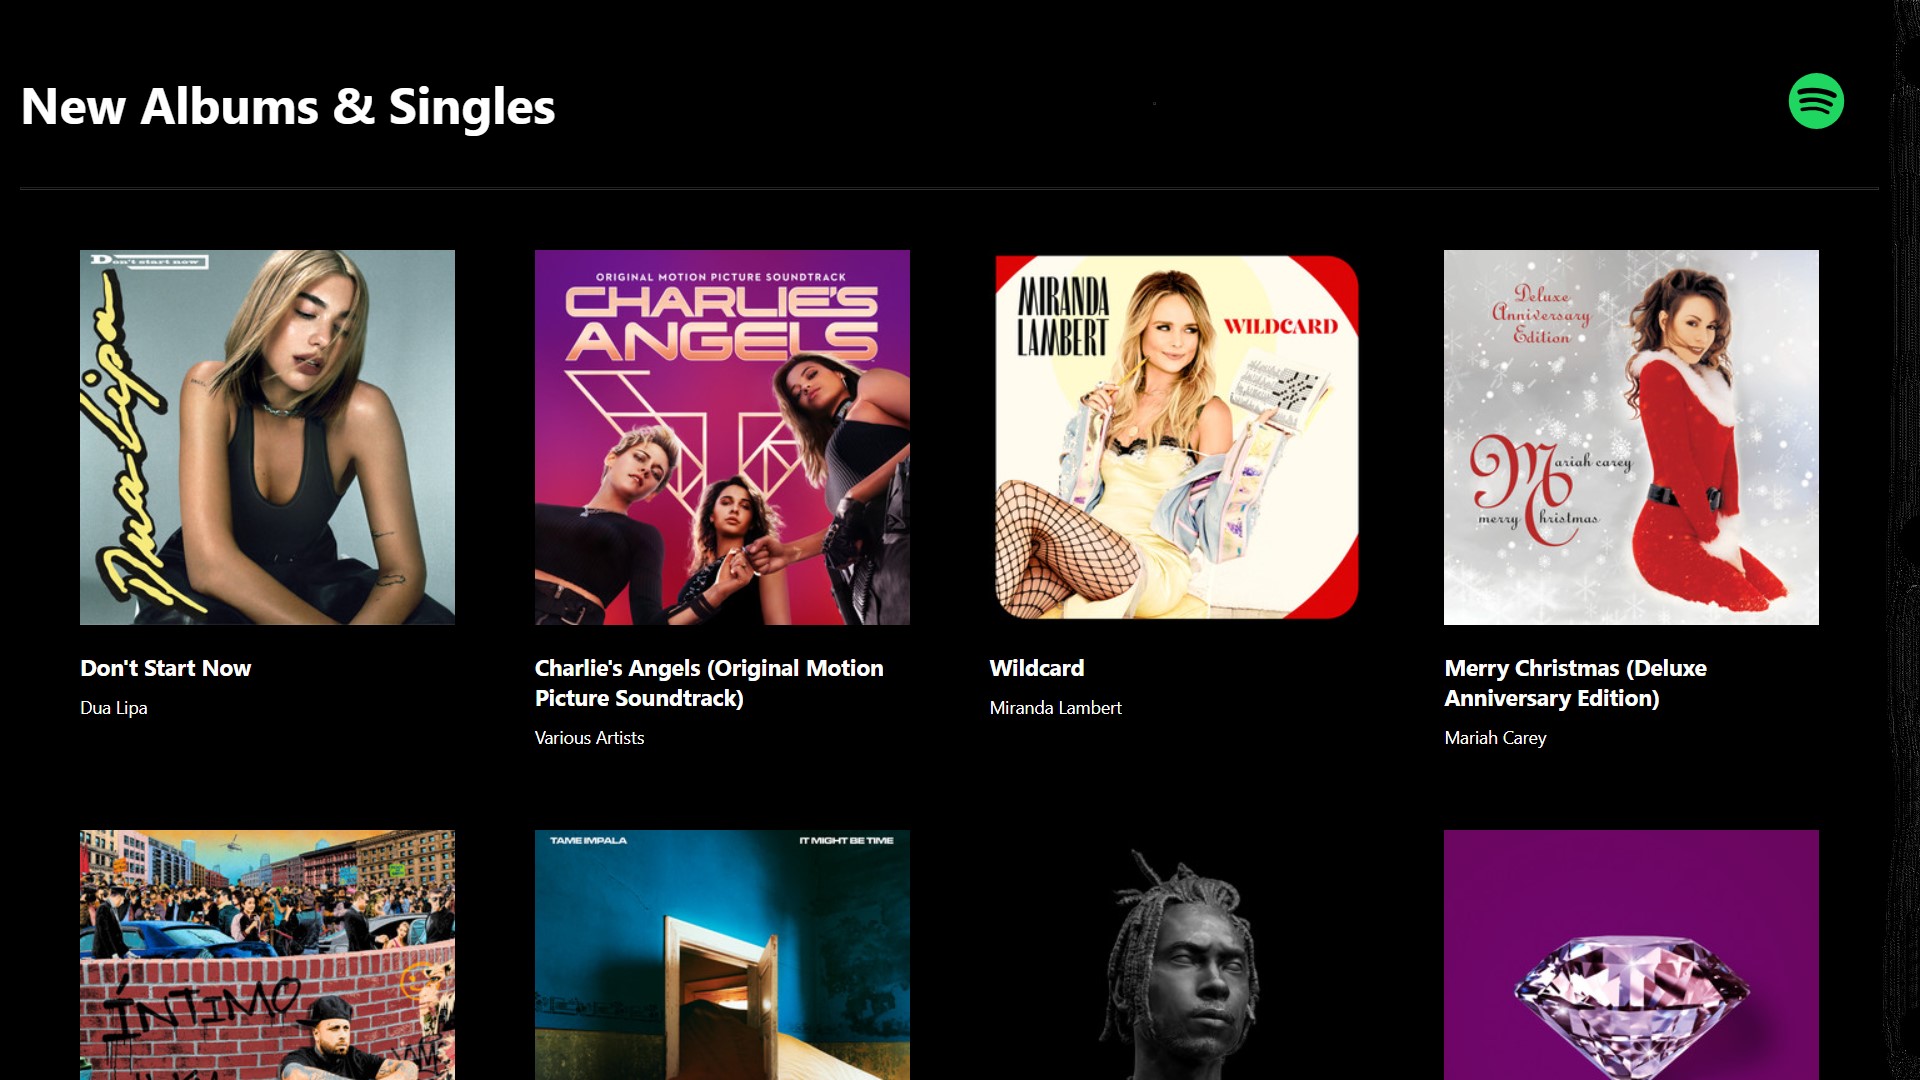 New Albums & Singles
Don't start now
Dua Lipa
ORIGINAL MOTION PICTURE SOUNDTRACK
CHARLIE'S
ANGELS
MIRANDA
LAMBERT
WILDCARD
Deluxe
Anniversary
Edition
Mariah carey
merry Christmas
Don't Start Now
Dua Lipa
Charlie's Angels (Original Motion
Picture Soundtrack)
Various Artists
Wildcard
Miranda Lambert
Merry Christmas (Deluxe
Anniversary Edition)
Mariah Carey
ÍNTIMO
TAME IMPALA
IT MIGHT BE TIME